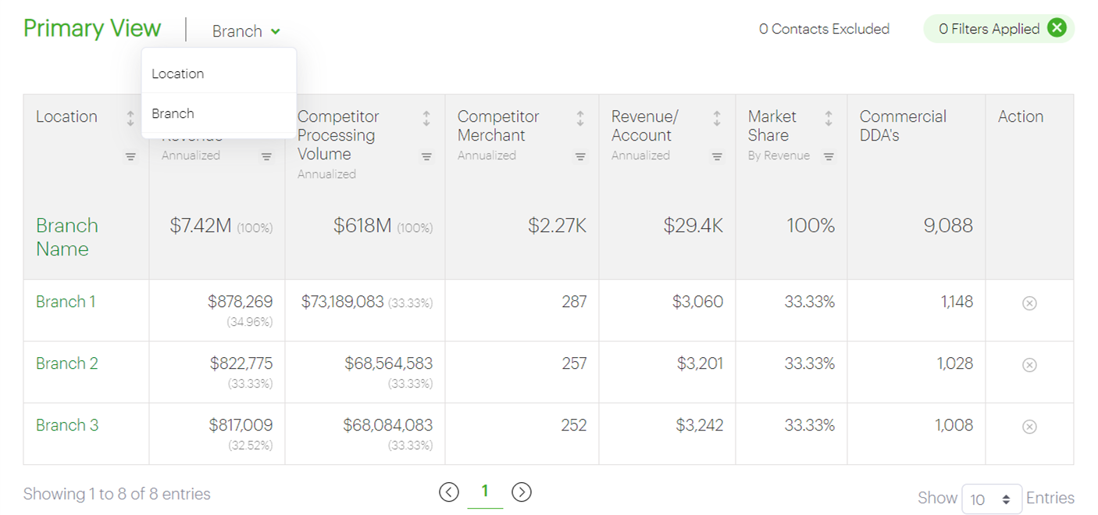 Primary View
Branch
0 Contacts Excluded
0 Filters Applied
Location
Branch
Location
Revenue
Annualized
Competitor
Processing
Volume
Annualized
Competitor
Merchant
Annualized
Revenue/
Account
Annualized
Market
Share
By Revenue
Commercial
DDA's
Action
Branch
Name
$7.42M (100%)
$618M (100%)
$2.27K
$29.4K
100%
9,088
Branch 1
$878,269
(34.96%)
$73,189,083 (33.33%)
287
$3,060
33.33%
1,148
Branch 2
$822,775
(33.33%)
$68,564,583
(33.33%)
257
$3,201
33.33%
1,028
Branch 3
$817,009
(32.52%)
$68,084,083
(33.33%)
252
$3,242
33.33%
1,008
Showing 1 to 8 of 8 entries
1
Show 10 Entries